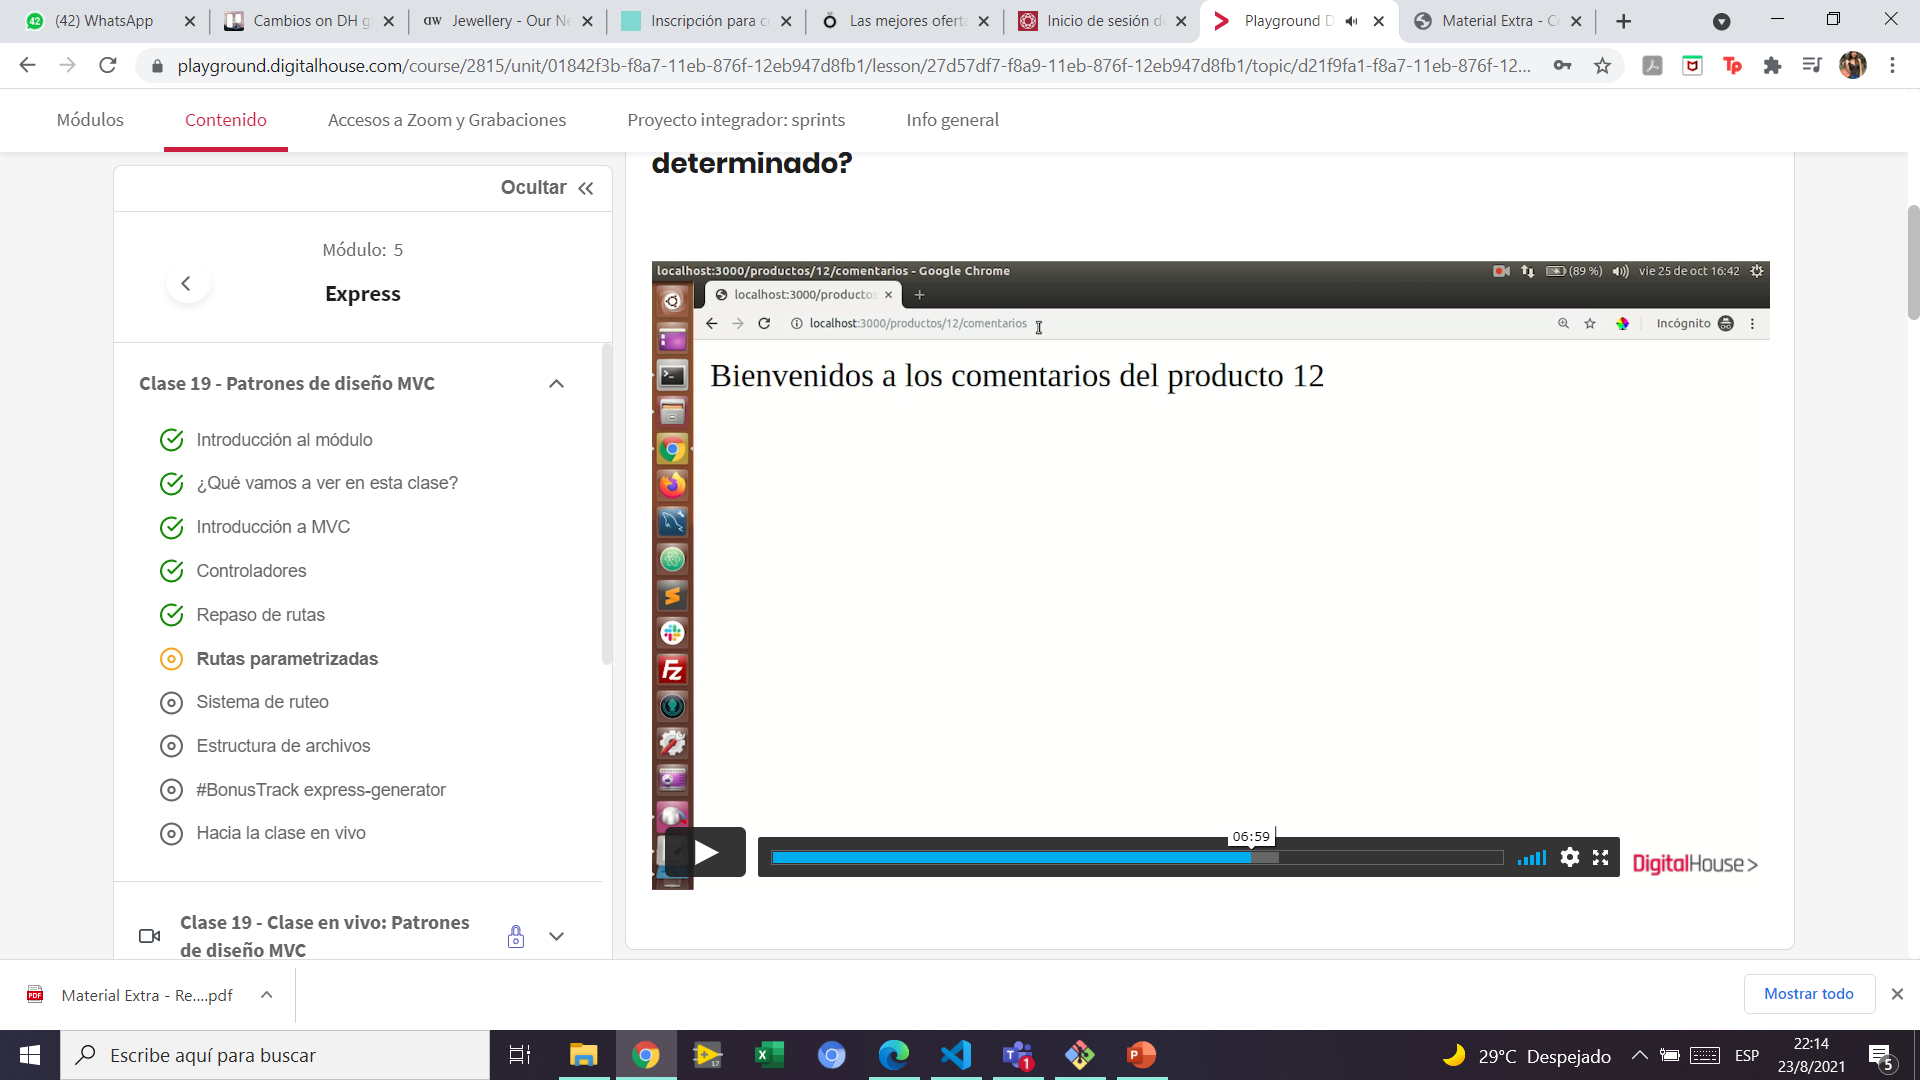 (42) WhatsApp
Cambios on DH g
Jewellery - Our Ne
Inscripción para c
Las mejores oferta
Inicio de sesión d
Playground D
Material Extra - C
playground.digitalhouse.com/course/2815/unit/01842f3b-f8a7-11eb-876f-12eb947d8fb1/lesson/27d57df7-f8a9-11eb-876f-12eb947d8fb1/topic/d21f9fa1-f8a7-11eb-876f-12...
Módulos
Contenido
Accesos a Zoom y Grabaciones
Proyecto integrador: sprints
Info general
Ocultar
Módulo: 5
Express
Clase 19 - Patrones de diseño MVC
Introducción al módulo
¿Qué vamos a ver en esta clase?
Introducción a MVC
Controladores
Repaso de rutas
Rutas parametrizadas
Sistema de ruteo
Estructura de archivos
#BonusTrack express-generator
Hacia la clase en vivo
Clase 19 - Clase en vivo: Patrones
de diseño MVC
determinado?
localhost:3000/productos/12/comentarios - Google Chrome
(89 %)
vie 25 de oct 16:42
localhost:3000/productos
localhost:3000/productos/12/comentarios
Incógnito
Bienvenidos a los comentarios del producto 12
06:59
DigitalHouse>
Material Extra - Re....pdf
Mostrar todo
Escribe aquí para buscar
29°C Despejado
ESP
22:14
23/8/2021
5